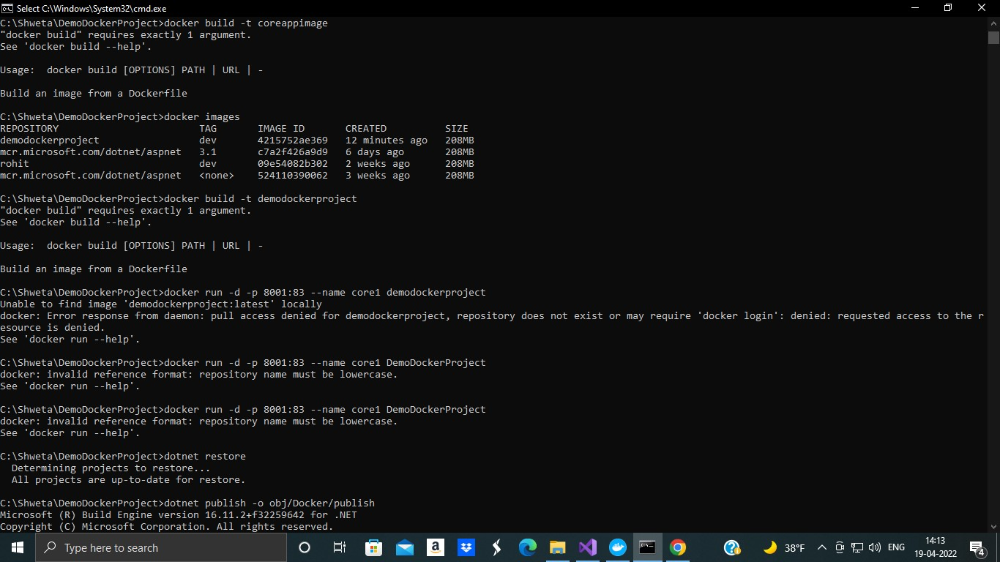 Select C:\Windows\System32\cmd.exe
C:\Shweta\DemoDockerProject>docker build -t coreappimage
"docker build" requires exactly 1 argument.
See 'docker build --help'.
Usage:  docker build [OPTIONS] PATH | URL | -
Build an image from a Dockerfile
C:\Shweta\DemoDockerProject>docker images
REPOSITORY                        TAG       IMAGE ID       CREATED          SIZE
demodockerproject                 dev       4215752ae369   12 minutes ago   208MB
mcr.microsoft.com/dotnet/aspnet   3.1       c7a2f426a9d9   6 days ago       208MB
rohit                             dev       09e54082b302   2 weeks ago      208MB
mcr.microsoft.com/dotnet/aspnet   <none>    524110390062   3 weeks ago      208MB
C:\Shweta\DemoDockerProject>docker build -t demodockerproject
"docker build" requires exactly 1 argument.
See 'docker build --help'.
Usage:  docker build [OPTIONS] PATH | URL | -
Build an image from a Dockerfile
C:\Shweta\DemoDockerProject>docker run -d -p 8001:83 --name core1 demodockerproject
Unable to find image 'demodockerproject:latest' locally
docker: Error response from daemon: pull access denied for demodockerproject, repository does not exist or may require 'docker login': denied: requested access to the r
esource is denied.
See 'docker run --help'.
C:\Shweta\DemoDockerProject>docker run -d -p 8001:83 --name core1 DemoDockerProject
docker: invalid reference format: repository name must be lowercase.
See 'docker run --help'.
C:\Shweta\DemoDockerProject>docker run -d -p 8001:83 --name core1 DemoDockerProject
docker: invalid reference format: repository name must be lowercase.
See 'docker run --help'.
C:\Shweta\DemoDockerProject>dotnet restore
  Determining projects to restore...
  All projects are up-to-date for restore.
C:\Shweta\DemoDockerProject>dotnet publish -o obj/Docker/publish
Microsoft (R) Build Engine version 16.11.2+f32259642 for .NET
Copyright (C) Microsoft Corporation. All rights reserved.
Type here to search
38°F
ENG
14:13
19-04-2022
4